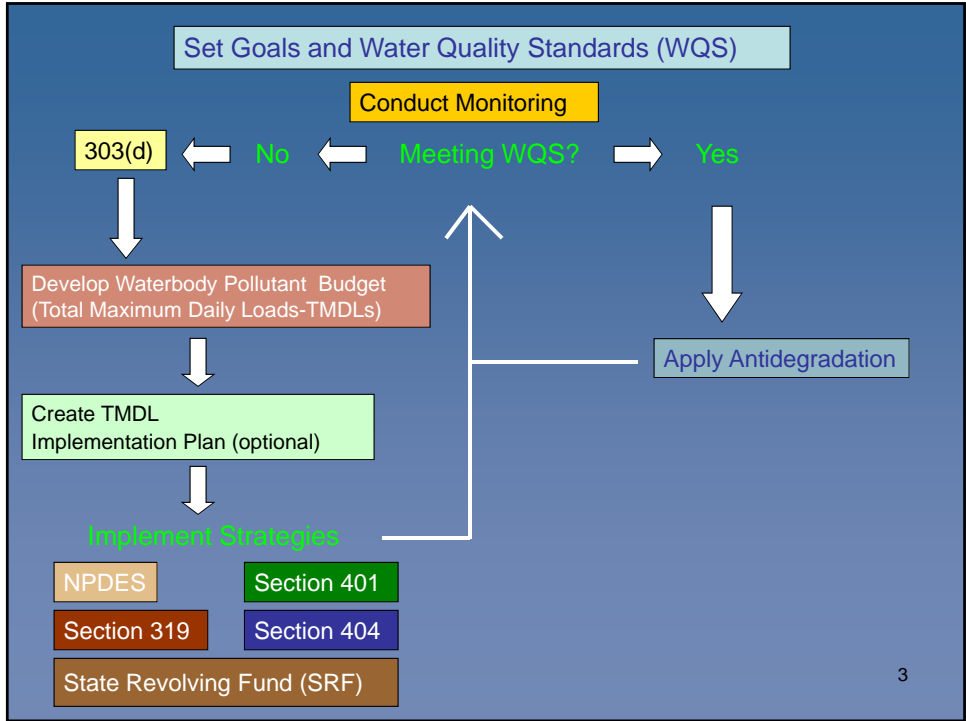 Set Goals and Water Quality Standards (WQS)
Conduct Monitoring
303(d)
No
Meeting WQS?
Yes
Develop Waterbody Pollutant Budget
(Total Maximum Daily Loads-TMDLs)
Apply Antidegradation
Create TMDL
Implementation Plan (optional)
Implement Strategies
NPDES
Section 401
Section 319
Section 404
State Revolving Fund (SRF)
3